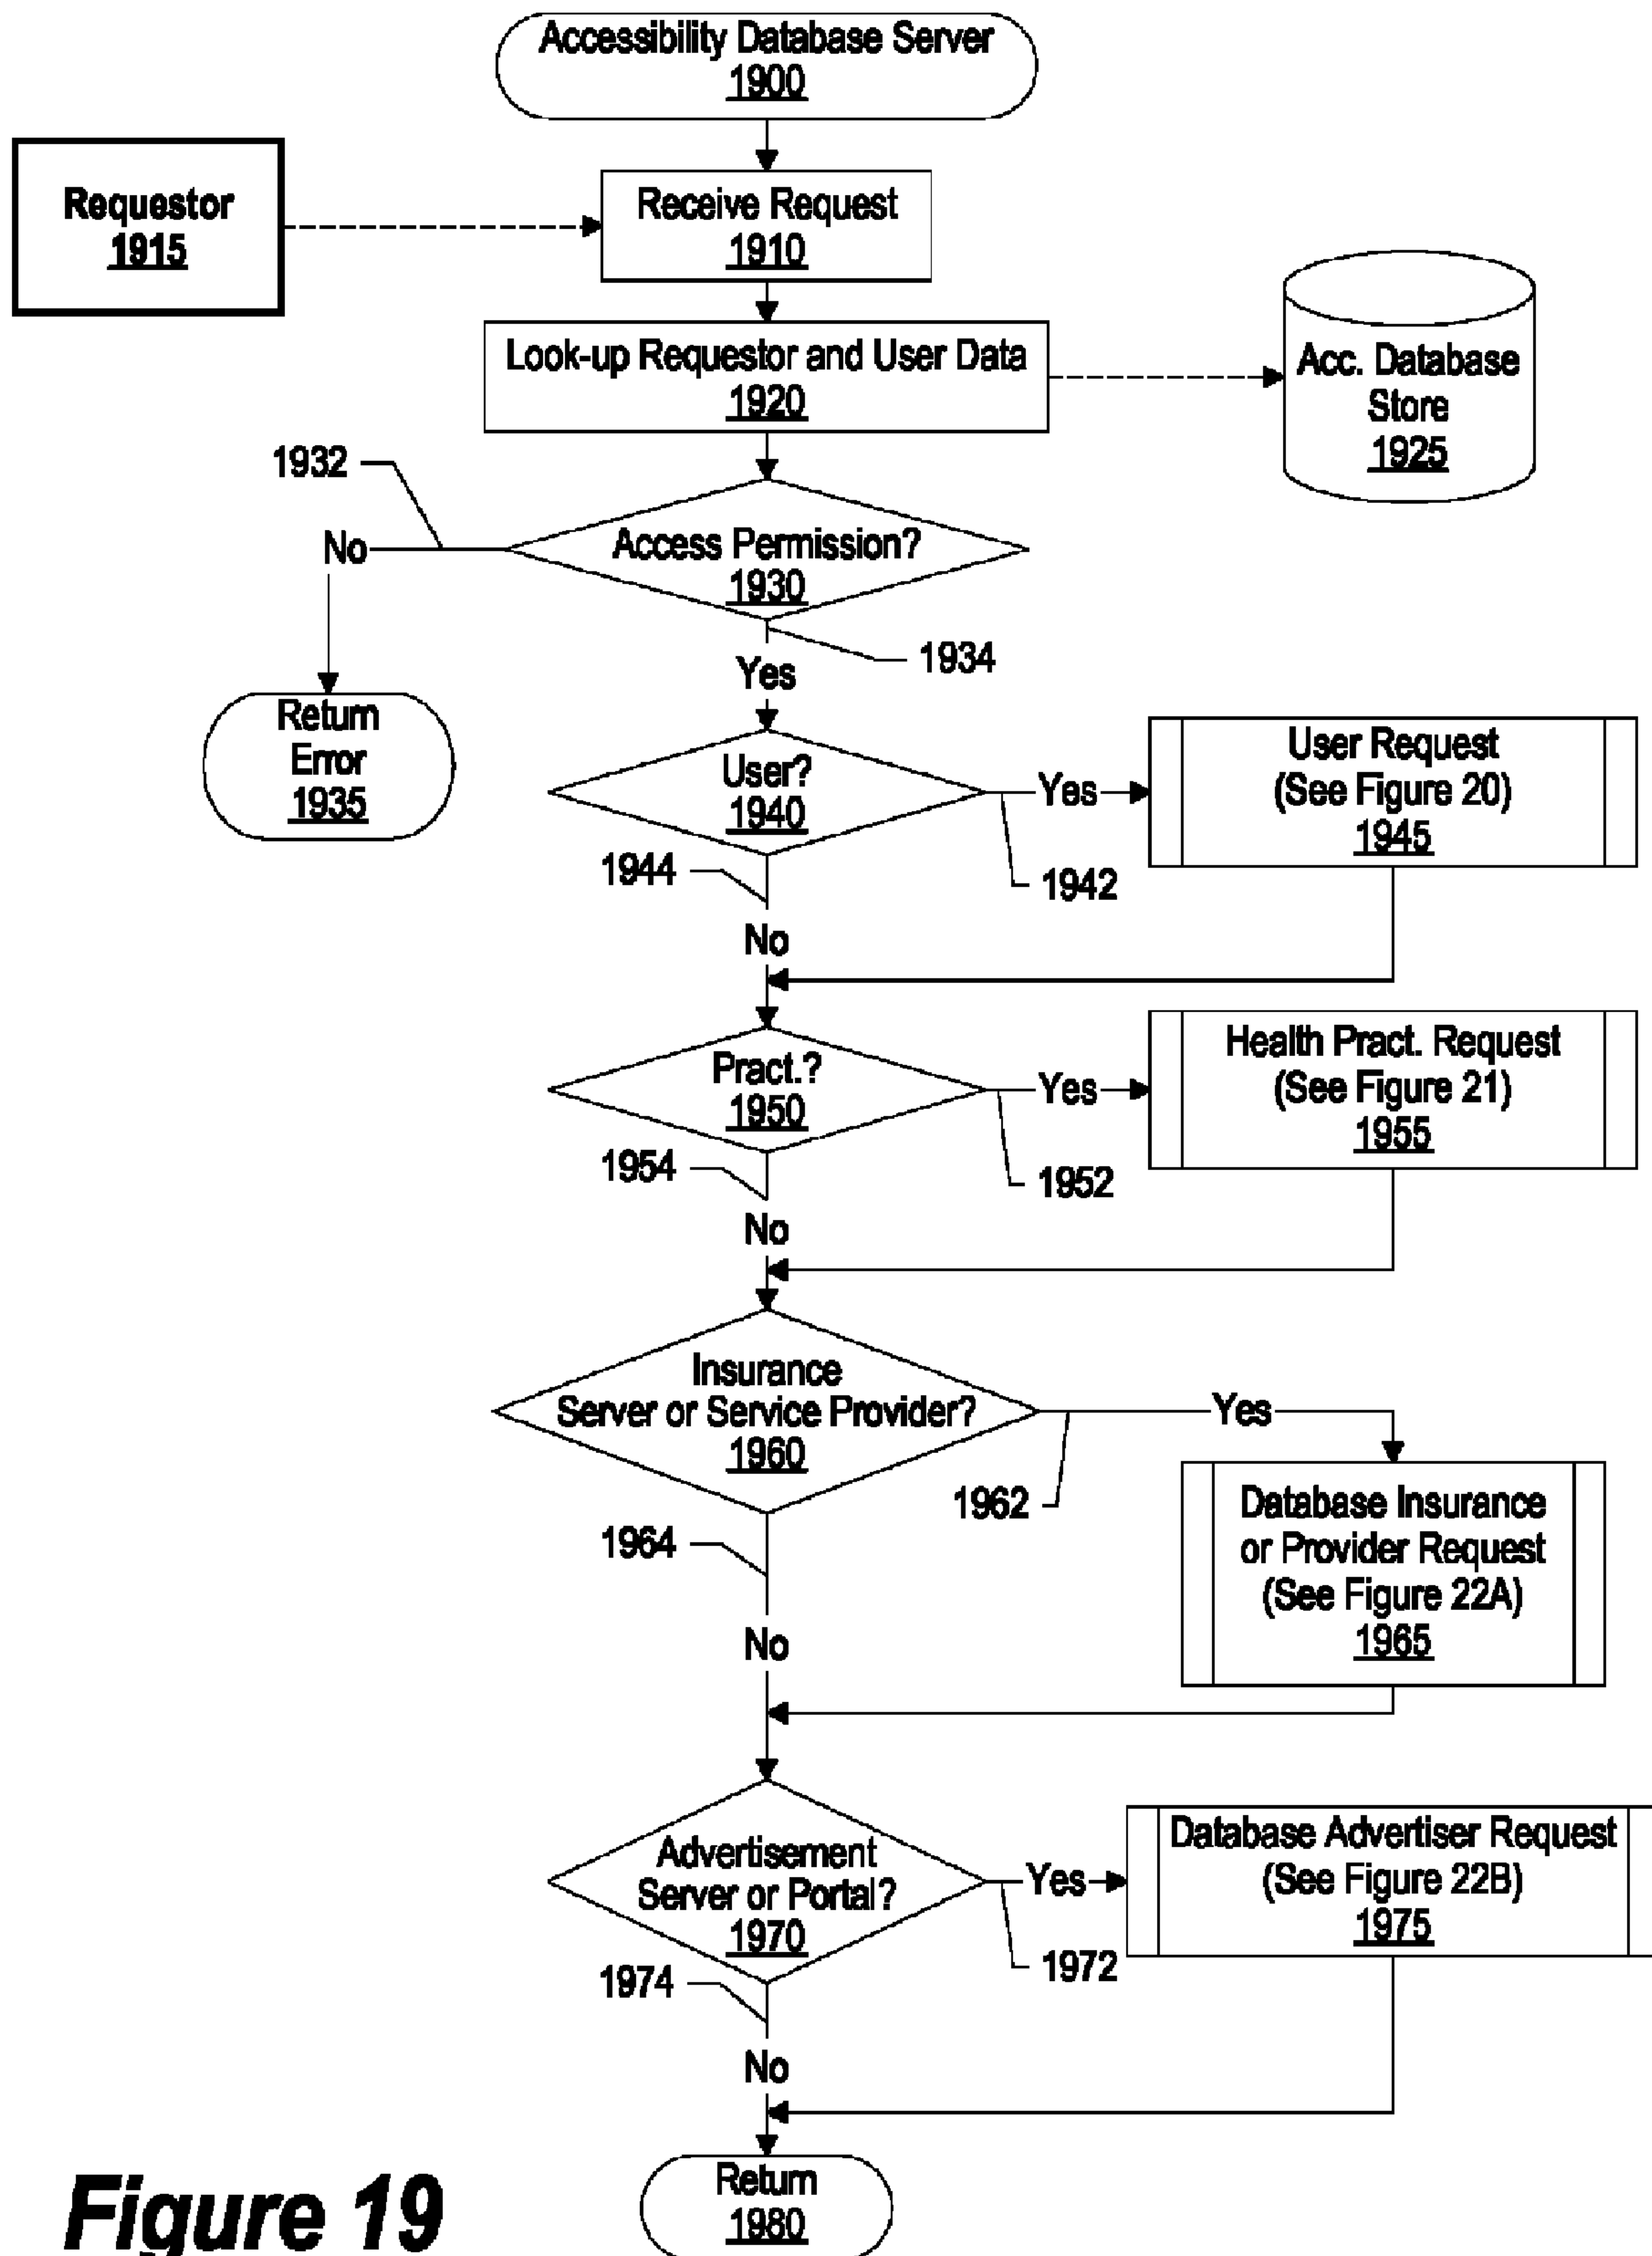 Accessibility Database Server
1900
Requestor
1915
Receive Request
1910
Look-up Requestor and User Data
1920
Acc. Database
Store
1925
1932
No
Access Permission?
1930
1934
Yes
Return
Error
1935
User?
1940
Yes
User Request
(See Figure 20)
1945
1944
1942
No
Pract.?
1950
Yes
Health Pract. Request
(See Figure 21)
1955
1954
1952
No
Insurance
Server or Service Provider?
1960
Yes
1962
Database Insurance
or Provider Request
(See Figure 22A)
1965
1964
No
Advertisement
Server or Portal?
1970
Yes
Database Advertiser Request
(See Figure 22B)
1975
1974
1972
No
Return
1980
Figure 19